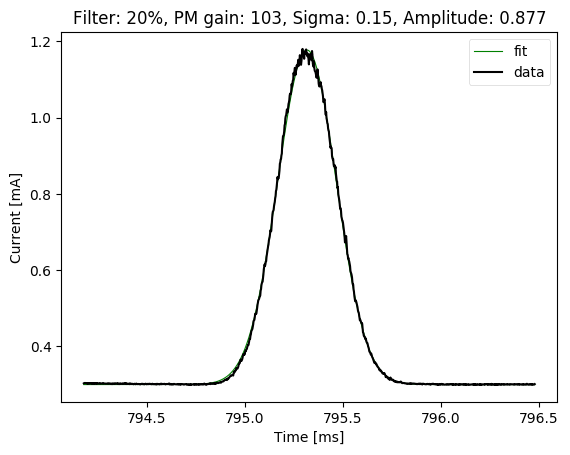 Filter: 20%, PM gain: 103, Sigma: 0.15, Amplitude: 0.877
fit
data
1.2
1.0
0.8
0.6
0.4
Current [mA]
794.5
795.0
795.5
796.0
796.5
Time [ms]